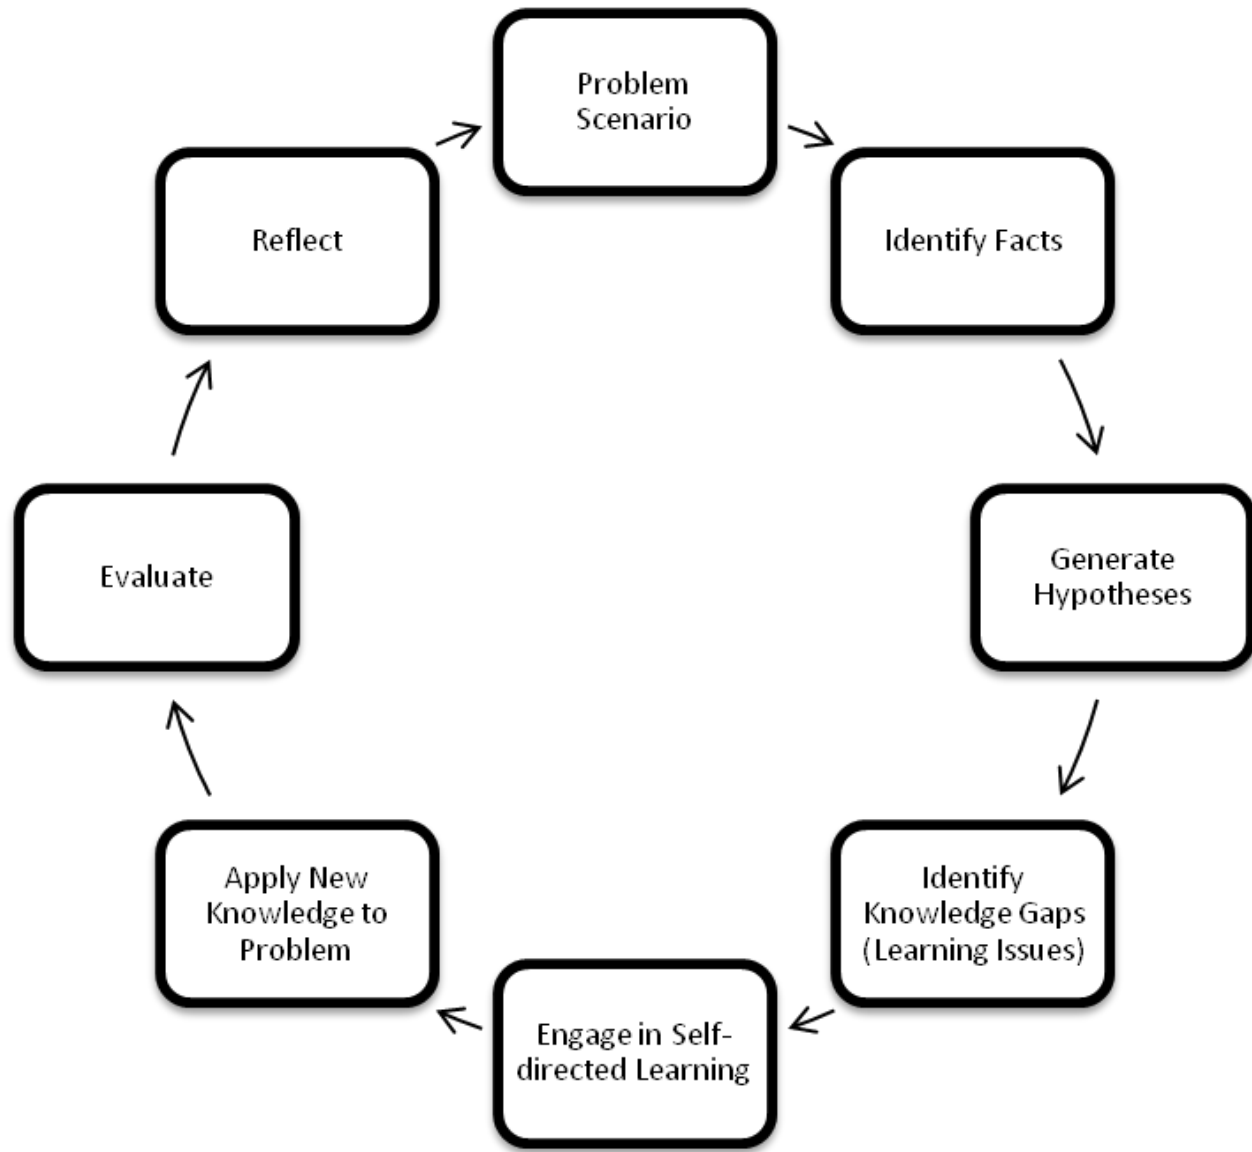 Problem
Scenario
Identify Facts
Generate
Hypotheses
Identify
Knowledge Gaps
(Learning Issues)
Engage in Self-
directed Learning
Apply New
Knowledge to
Problem
Evaluate
Reflect